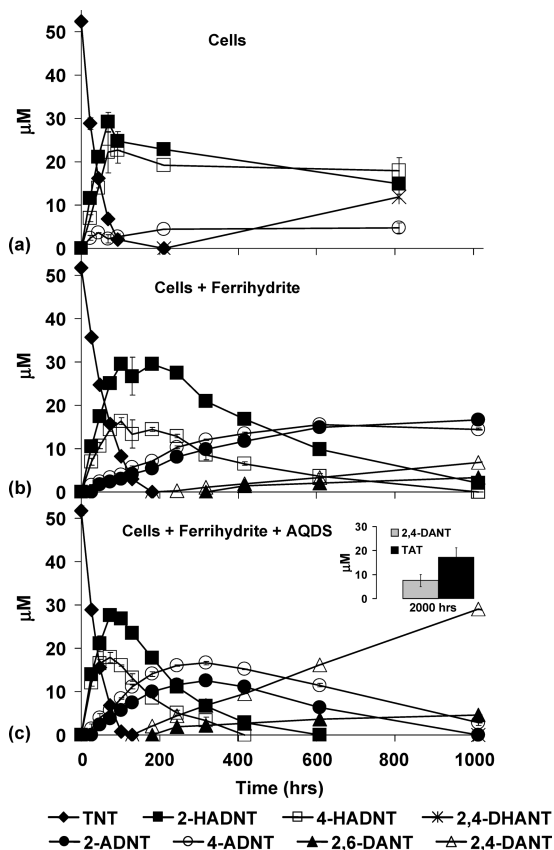 Cells
50
40
30
20
10
0
μM
(a)
Cells + Ferrihydrite
50
40
30
20
10
0
μM
(b)
Cells + Ferrihydrite + AQDS
30
20
10
0
μM
2,4-DANT
TAT
2000 hrs
50
40
30
20
10
0
μM
(c)
0 200 400 600 800 1000
Time (hrs)
TNT 2-HADNT 4-HADNT 2,4-DHANT
2-ADNT 4-ADNT 2,6-DANT 2,4-DANT